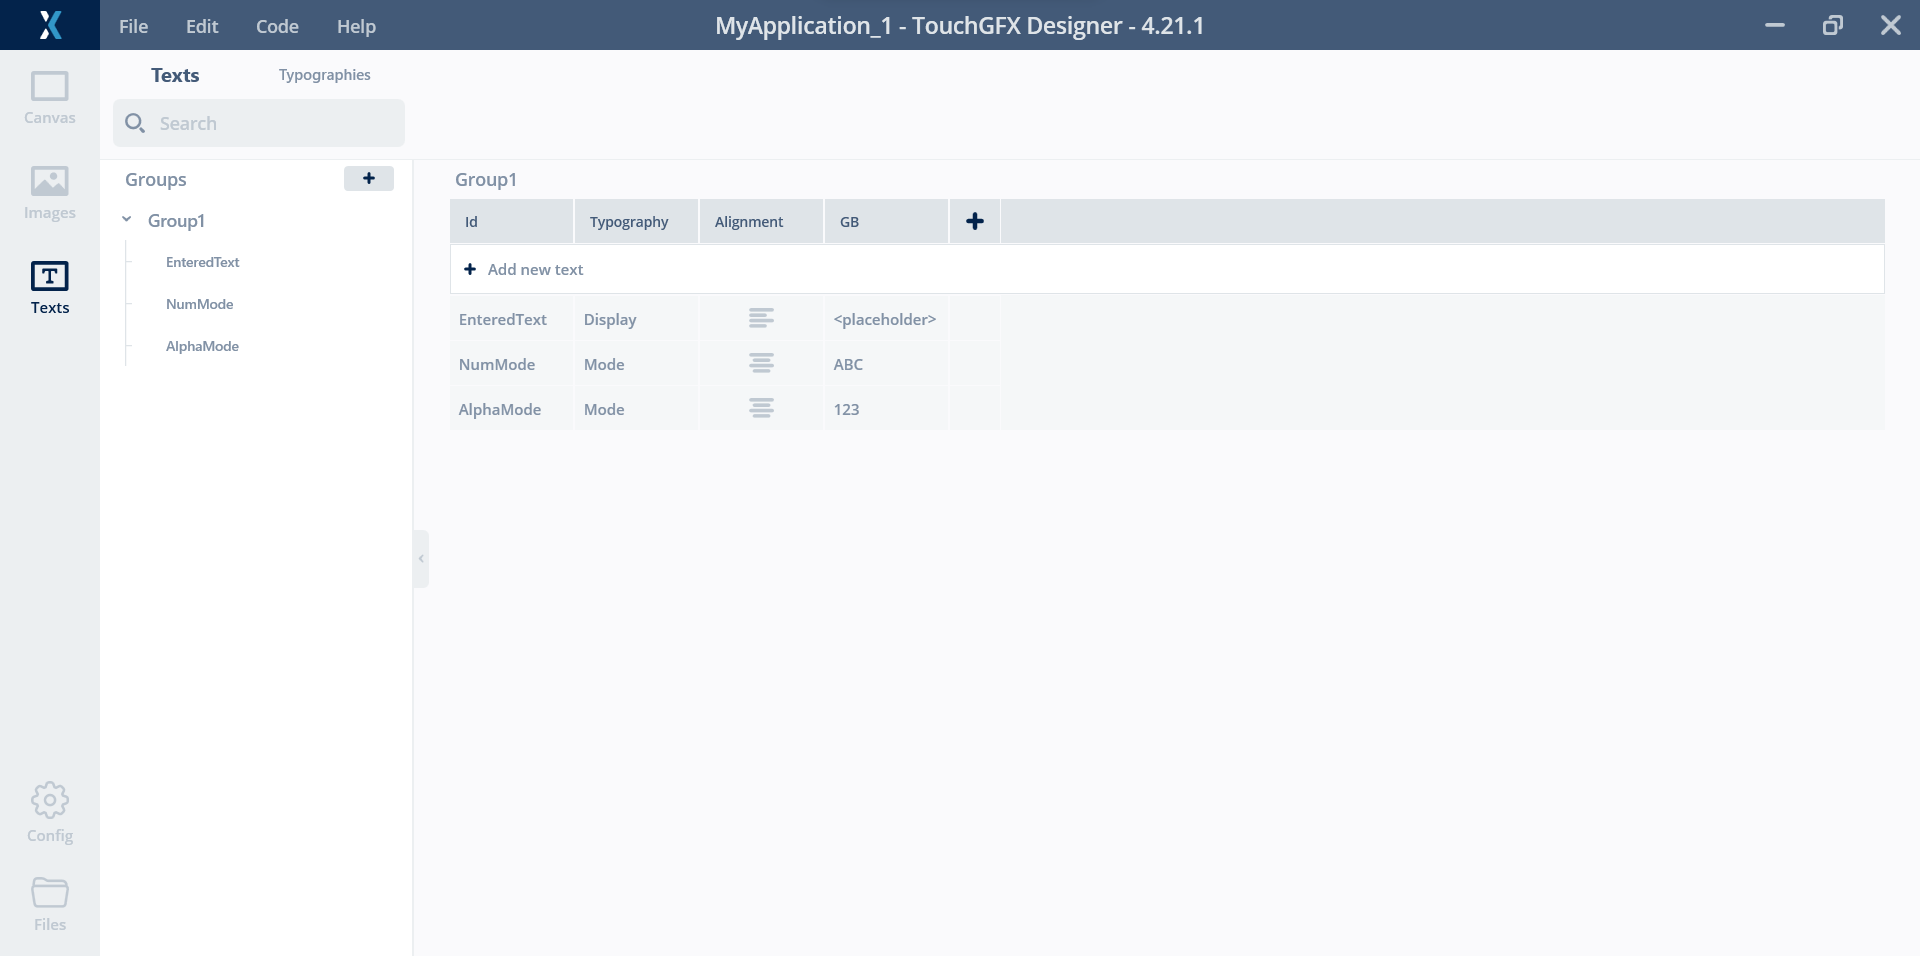 File Edit Code Help MyApplication_1 - TouchGFX Designer - 4.21.1
Canvas
Images
Texts
Config
Files
Texts Typographies
Search
Groups
Group1
EnteredText
NumMode
AlphaMode
Group1
Id Typography Alignment GB
Add new text
EnteredText Display <placeholder>
NumMode Mode ABC
AlphaMode Mode 123